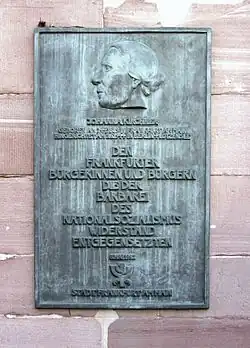 DEN
FRANKFURTER
BÜRGERINNEN UND BÜRGERN
DIE DER
BARBAREI
DES
NATIONALSOZIALISMUS
WIDERSTAND
ENTGEGENSETZTEN
STADT FRANKFURT AM MAIN